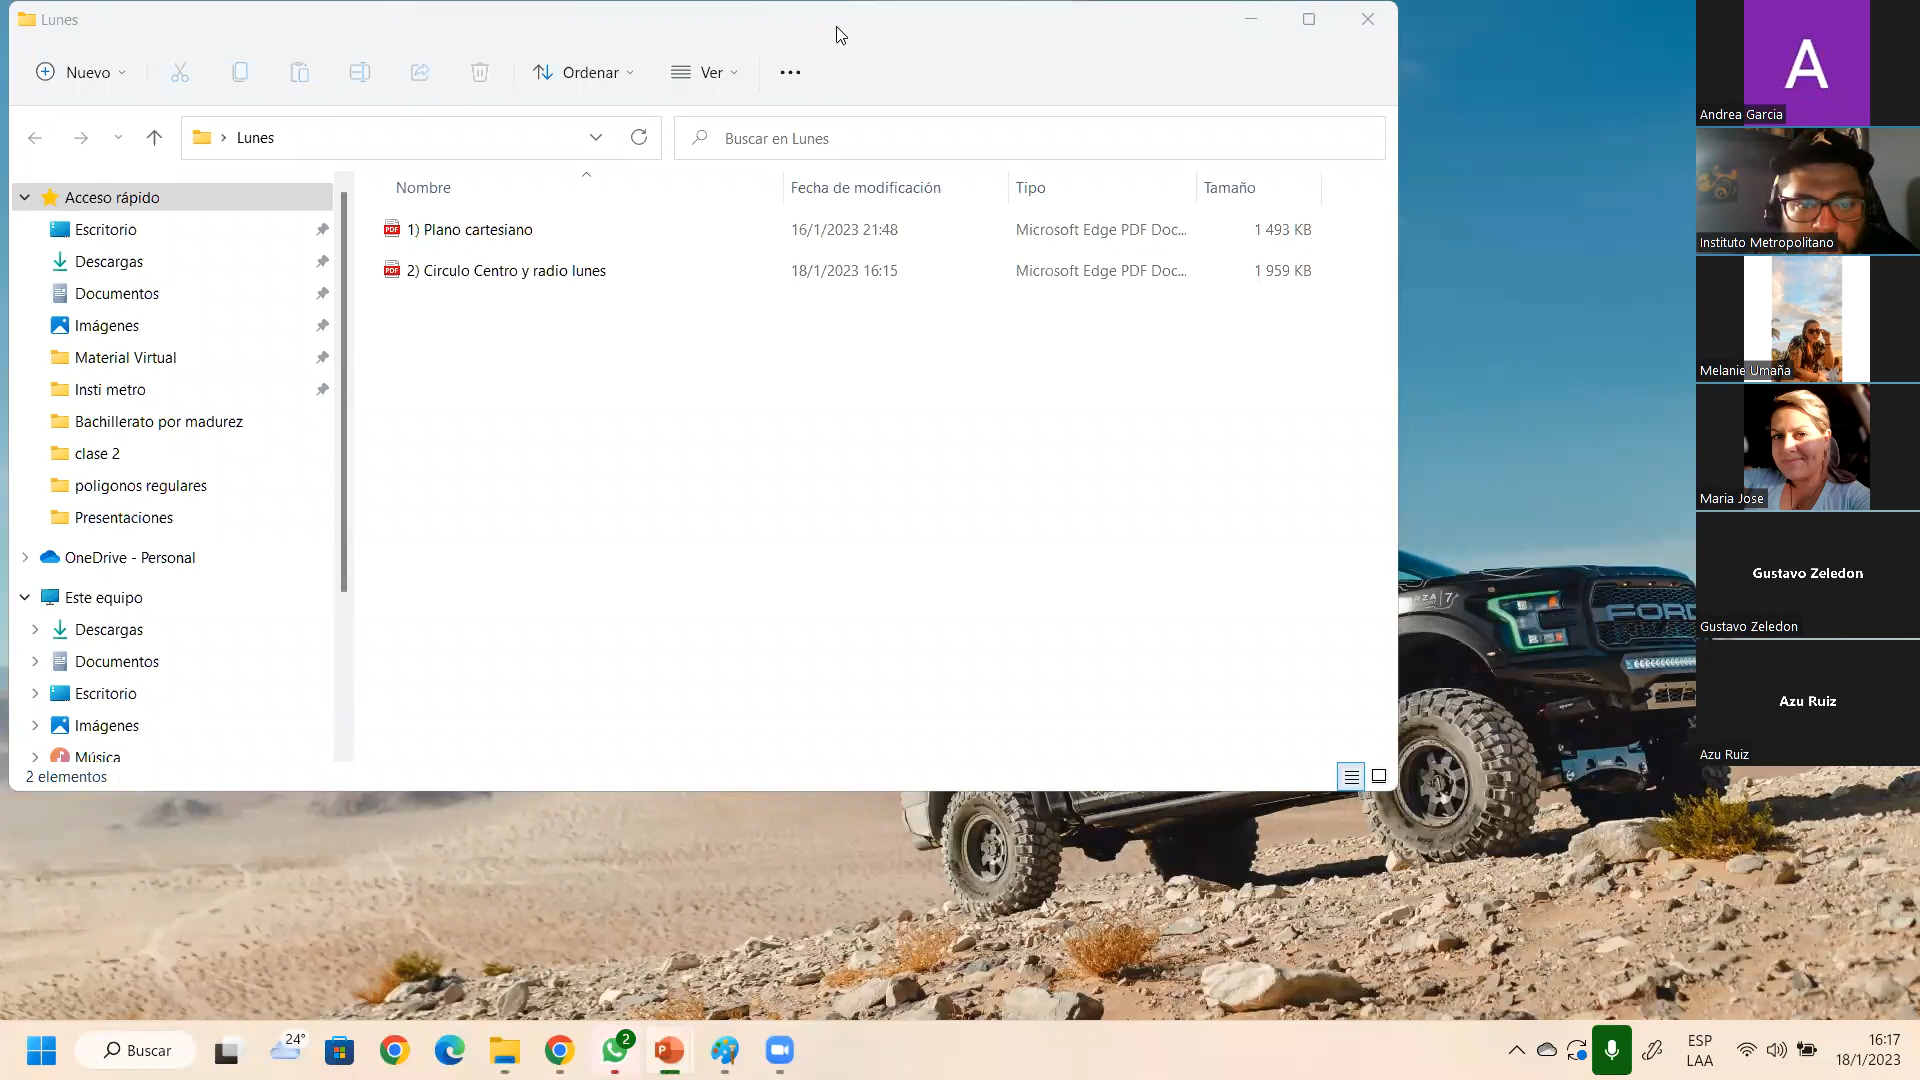 Lunes
Nuevo
Ordenar
Ver
Lunes
Buscar en Lunes
Nombre
Fecha de modificación
Tipo
Tamaño
1) Plano cartesiano
16/1/2023 21:48
Microsoft Edge PDF Doc...
1 493 KB
2) Circulo Centro y radio lunes
18/1/2023 16:15
Microsoft Edge PDF Doc...
1 959 KB
Acceso rápido
Escritorio
Descargas
Documentos
Imágenes
Material Virtual
Insti metro
Bachillerato por madurez
clase 2
poligonos regulares
Presentaciones
OneDrive - Personal
Este equipo
Descargas
Documentos
Escritorio
Imágenes
Música
2 elementos
A
Andrea Garcia
Instituto Metropolitano
Melanie Umaña
Maria Jose
Gustavo Zeledon
Gustavo Zeledon
Azu Ruiz
Azu Ruiz
FORD
Buscar
24°
2
ESP
LAA
16:17
18/1/2023